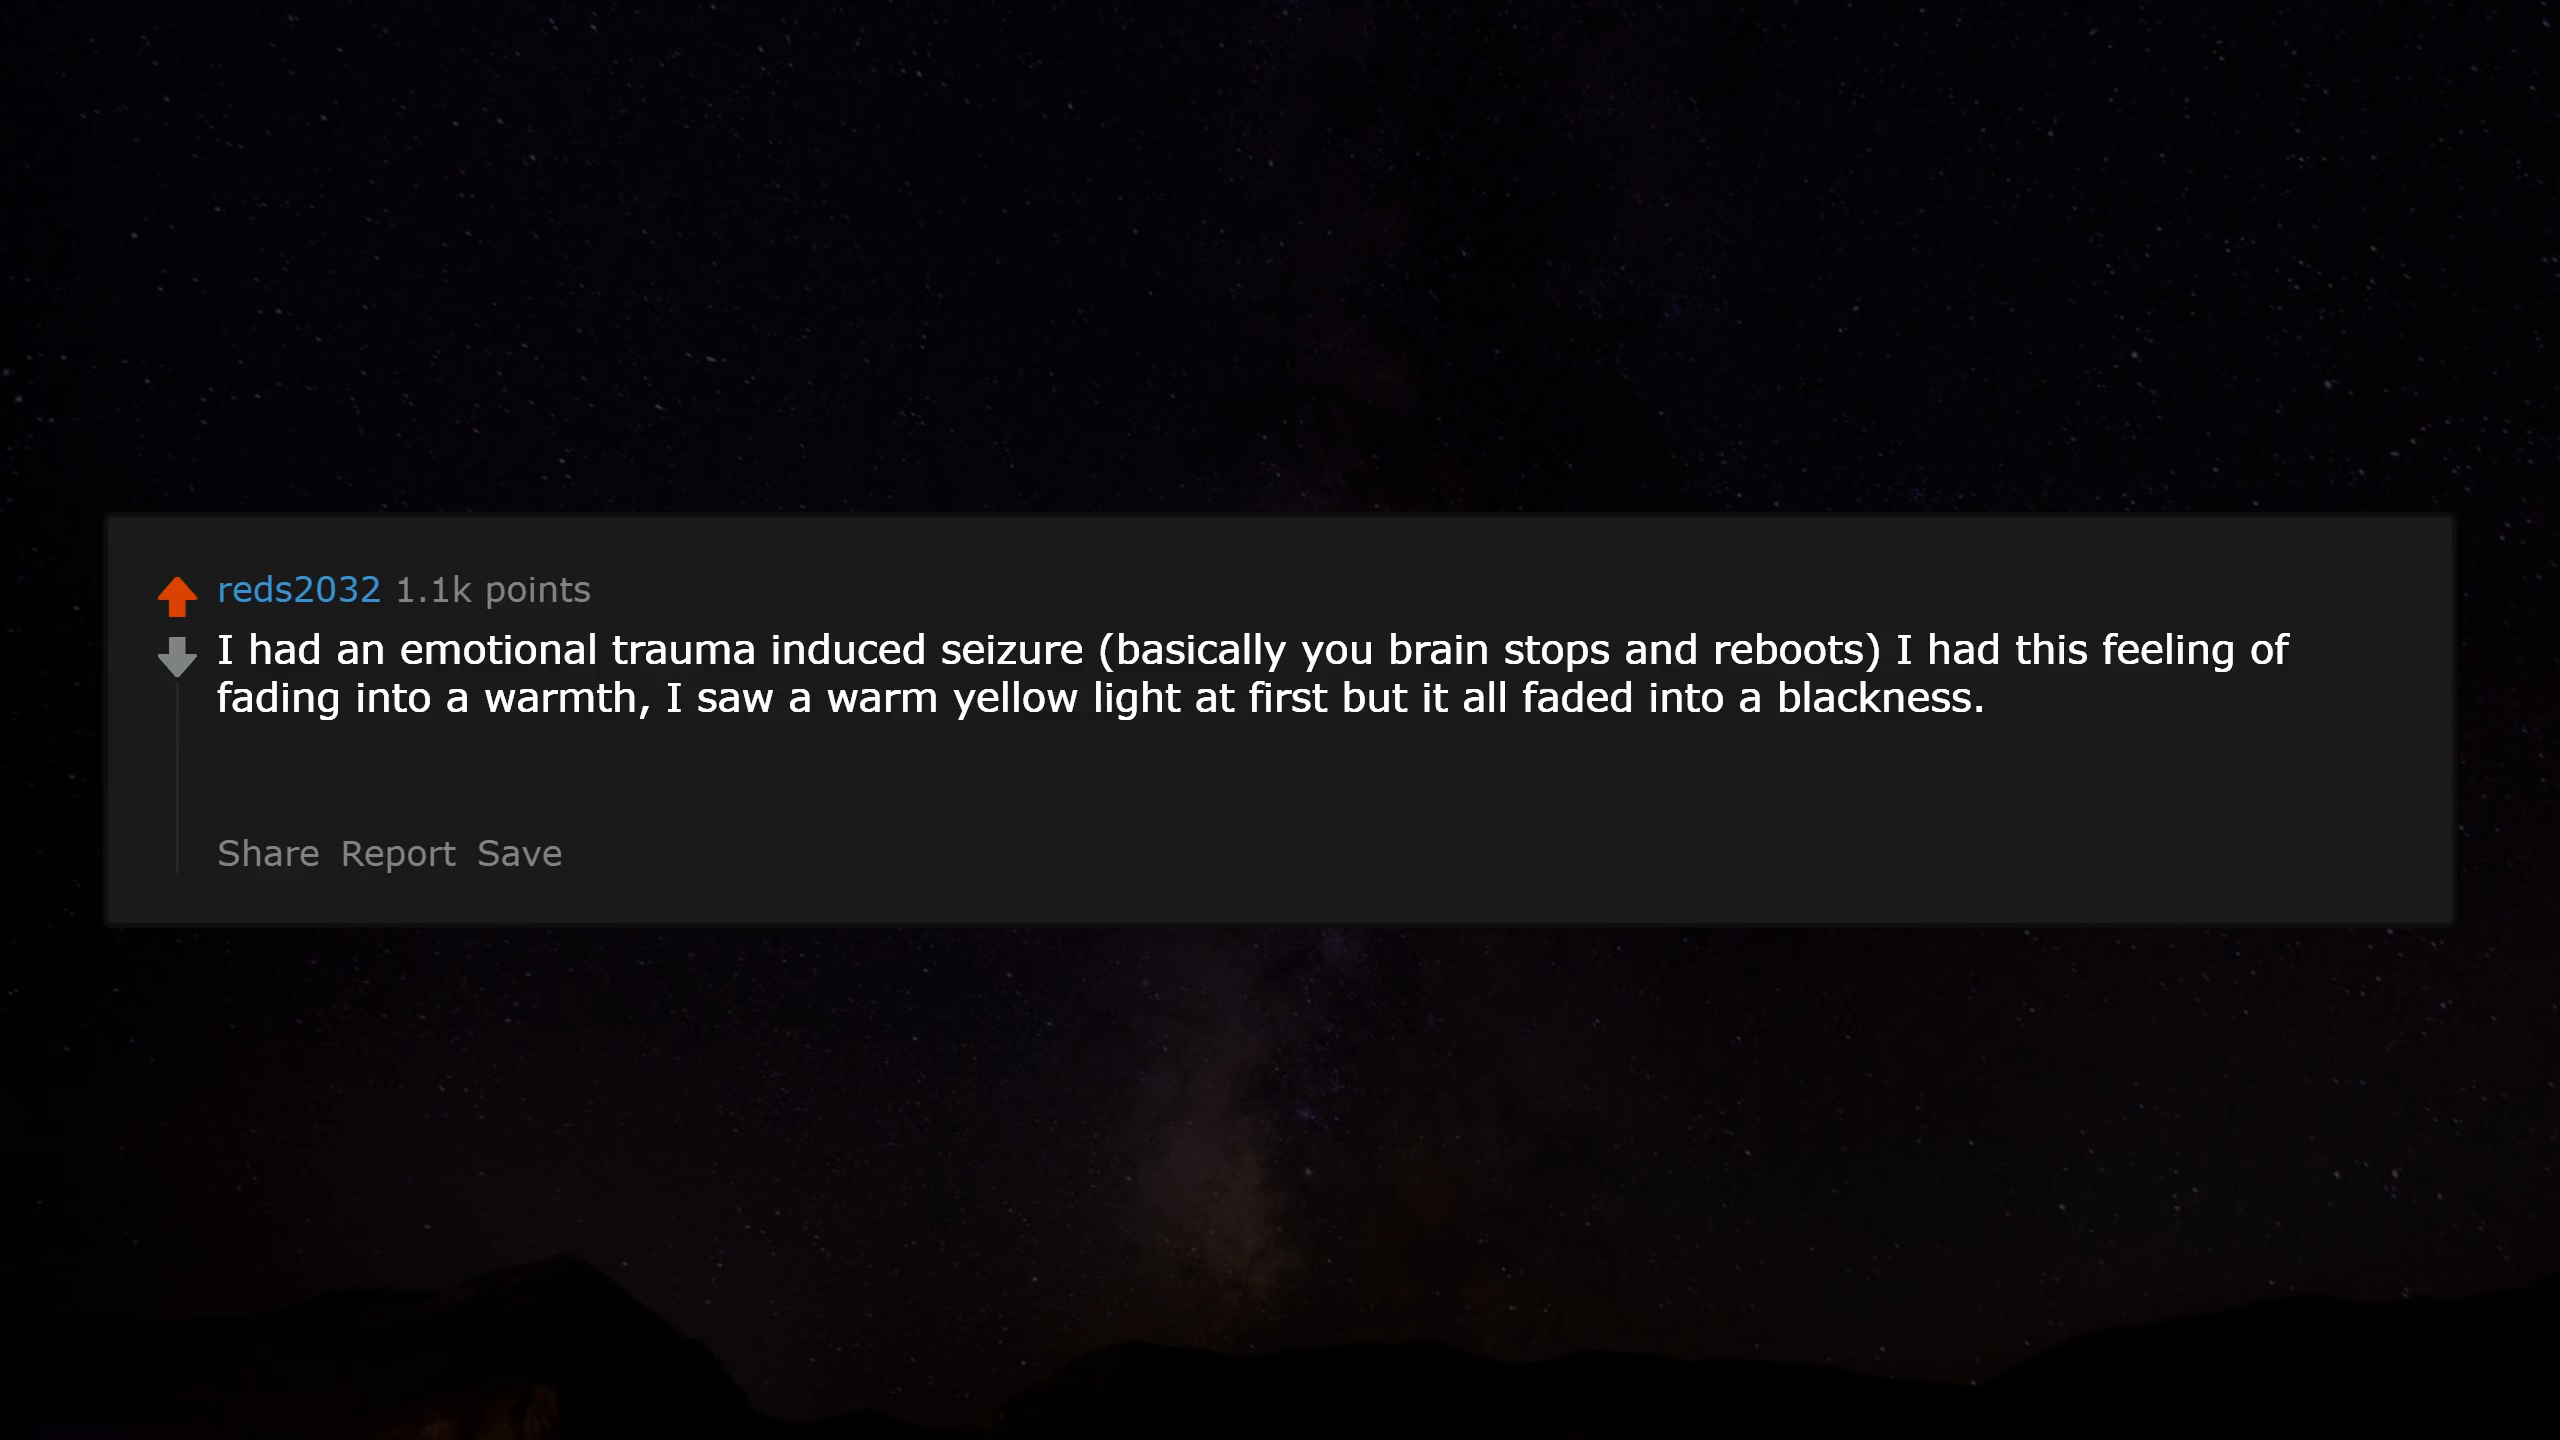 reds2032 1.1k points
I had an emotional trauma induced seizure (basically you brain stops and reboots) I had this feeling of
fading into a warmth, I saw a warm yellow light at first but it all faded into a blackness.
Share Report Save